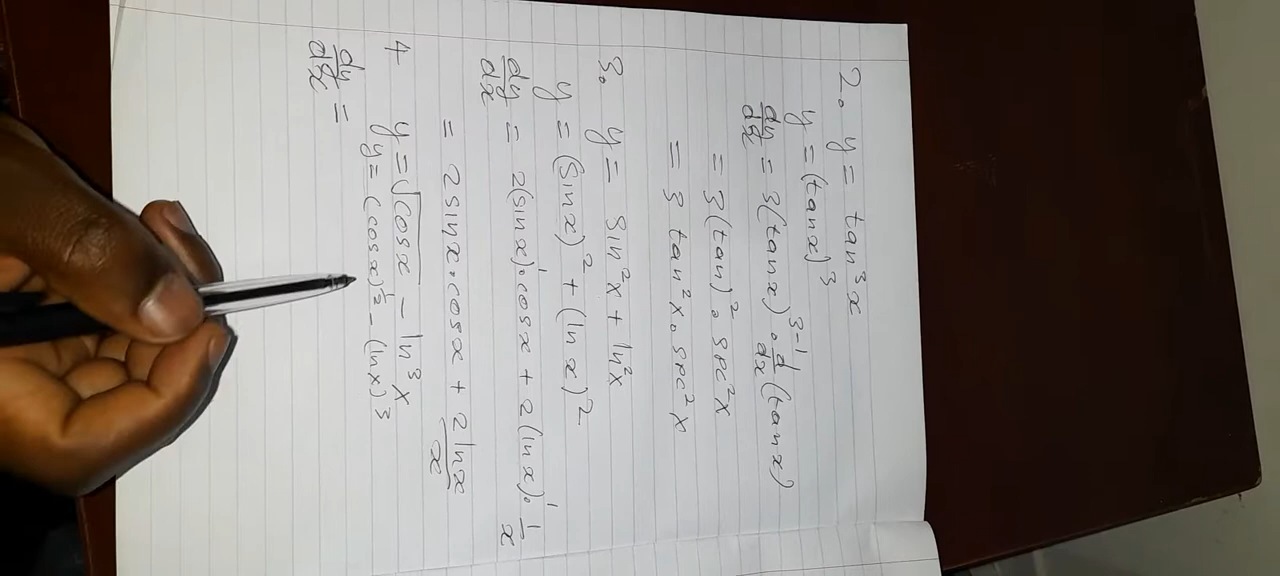 2. y = tan³x
y = (tanx)³
dy/dx = 3(tanx)³⁻¹ . d/dx (tanx)
= 3(tan)² . sec²x
= 3 tan²x . sec²x
3. y = sin²x + ln²x
y = (sinx)² + (lnx)²
dy/dx = 2(sinx)¹ . cosx + 2(lnx)¹ . 1/x
= 2sinx . cosx + 2lnx/x
4 y = √cosx - ln³x
y = (cosx)^½ - (lnx)³
dy/dx =